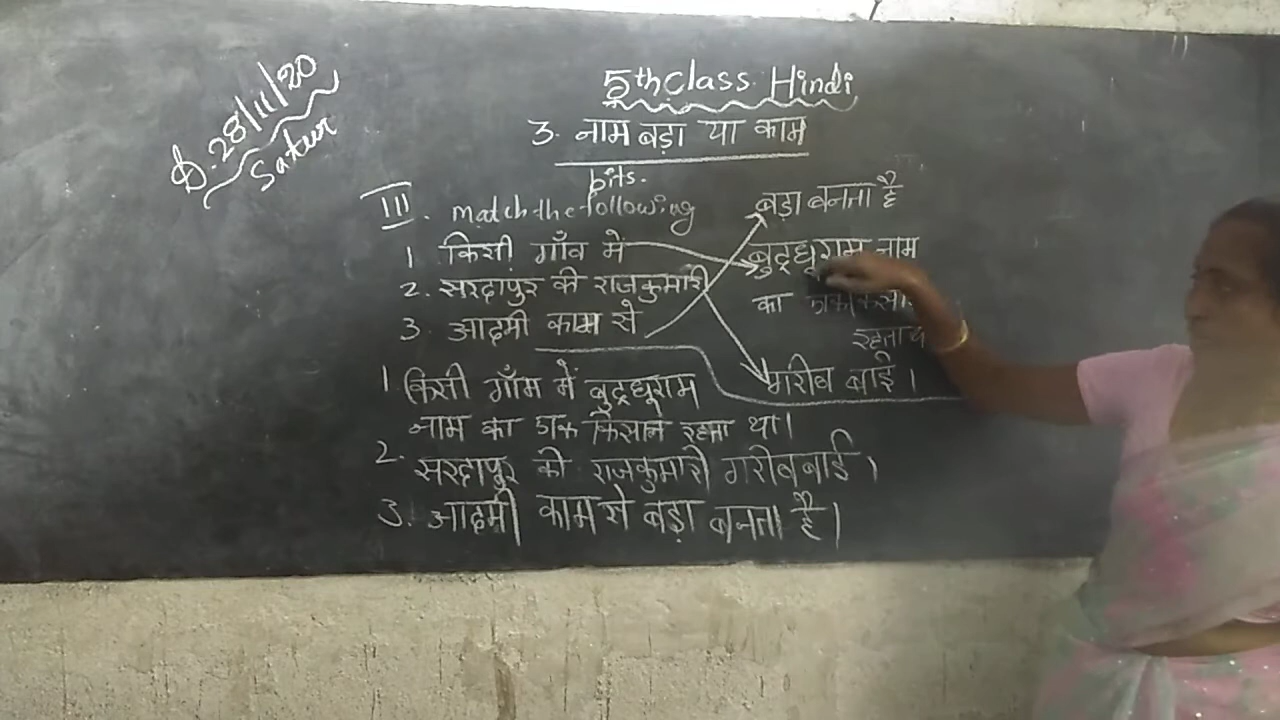 D. 28/11/20
Satur
5th class Hindi
3. नाम बड़ा या काम
bits.
III. match the following
1 किसी गाँव में
2. सरदापुर की राजकुमारी
3. आदमी काम से
बड़ा बनता है
बुद्धूराम नाम
का
रहता
गरीब बाई।
1 किसी गाँम में बुद्धूराम
नाम का एक किसान रहता था।
2. सरदापुर की राजकुमारी गरीबबाई।
3. आदमी काम से बड़ा बनता है।